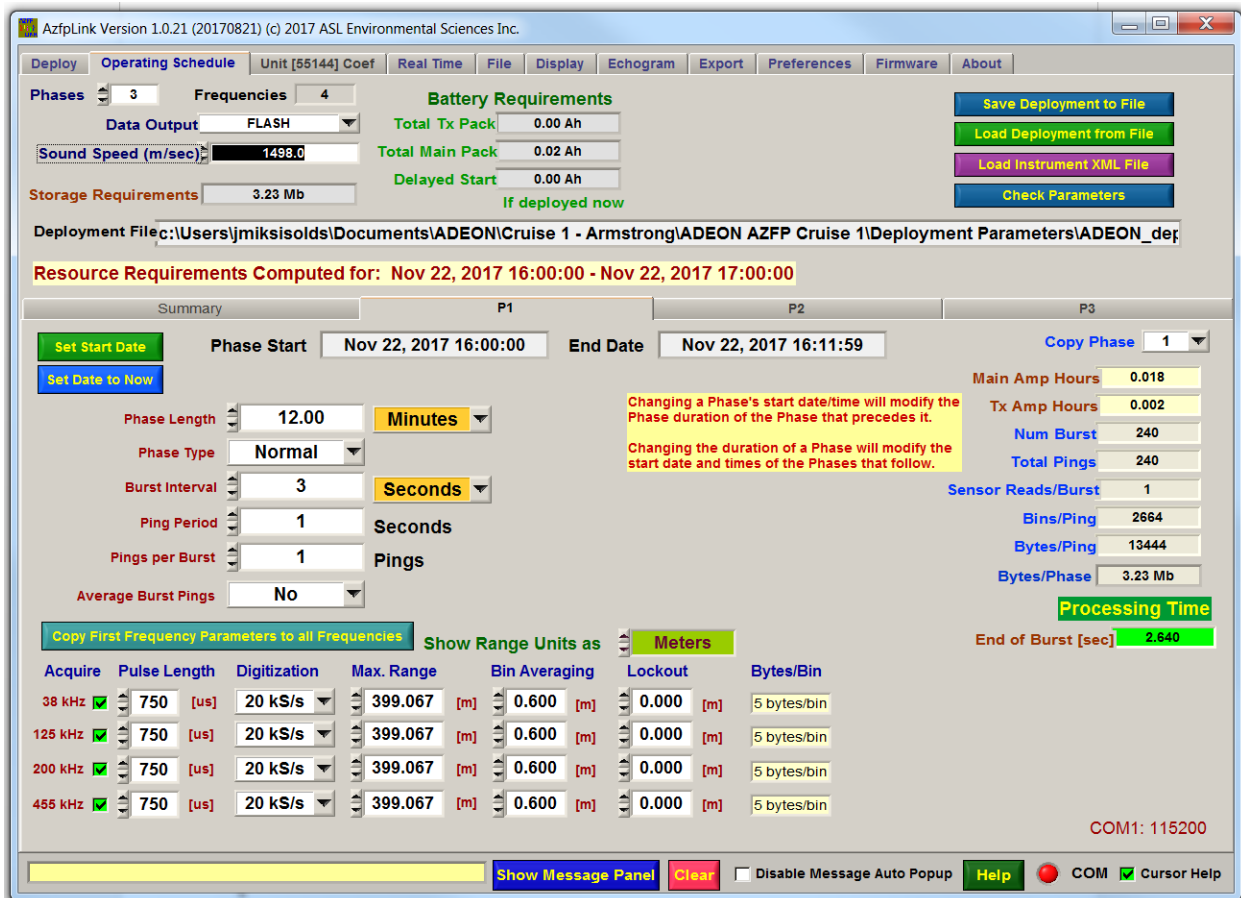 AzfpLink Version 1.0.21 (20170821) (c) 2017 ASL Environmental Sciences Inc.
Deploy Operating Schedule Unit [55144] Coef Real Time File Display Echogram Export Preferences Firmware About
Phases 3 Frequencies 4
Battery Requirements
Data Output FLASH
Total Tx Pack 0.00 Ah
Sound Speed (m/sec) 1498.0
Total Main Pack 0.02 Ah
Storage Requirements 3.23 Mb
Delayed Start 0.00 Ah
If deployed now
Save Deployment to File
Load Deployment from File
Load Instrument XML File
Check Parameters
Deployment File c:\Users\jmiksisolds\Documents\ADEON\Cruise 1 - Armstrong\ADEON AZFP Cruise 1\Deployment Parameters\ADEON_dep
Resource Requirements Computed for: Nov 22, 2017 16:00:00 - Nov 22, 2017 17:00:00
Summary P1 P2 P3
Set Start Date Phase Start Nov 22, 2017 16:00:00 End Date Nov 22, 2017 16:11:59 Copy Phase 1
Set Date to Now
Phase Length 12.00 Minutes
Phase Type Normal
Burst Interval 3 Seconds
Ping Period 1 Seconds
Pings per Burst 1 Pings
Average Burst Pings No
Changing a Phase's start date/time will modify the
Phase duration of the Phase that precedes it.
Changing the duration of a Phase will modify the
start date and times of the Phases that follow.
Main Amp Hours 0.018
Tx Amp Hours 0.002
Num Burst 240
Total Pings 240
Sensor Reads/Burst 1
Bins/Ping 2664
Bytes/Ping 13444
Bytes/Phase 3.23 Mb
Processing Time
End of Burst [sec] 2.640
Copy First Frequency Parameters to all Frequencies Show Range Units as Meters
Acquire Pulse Length Digitization Max. Range Bin Averaging Lockout Bytes/Bin
38 kHz 750 [us] 20 kS/s 399.067 [m] 0.600 [m] 0.000 [m] 5 bytes/bin
125 kHz 750 [us] 20 kS/s 399.067 [m] 0.600 [m] 0.000 [m] 5 bytes/bin
200 kHz 750 [us] 20 kS/s 399.067 [m] 0.600 [m] 0.000 [m] 5 bytes/bin
455 kHz 750 [us] 20 kS/s 399.067 [m] 0.600 [m] 0.000 [m] 5 bytes/bin
COM1: 115200
Show Message Panel Clear Disable Message Auto Popup Help COM Cursor Help